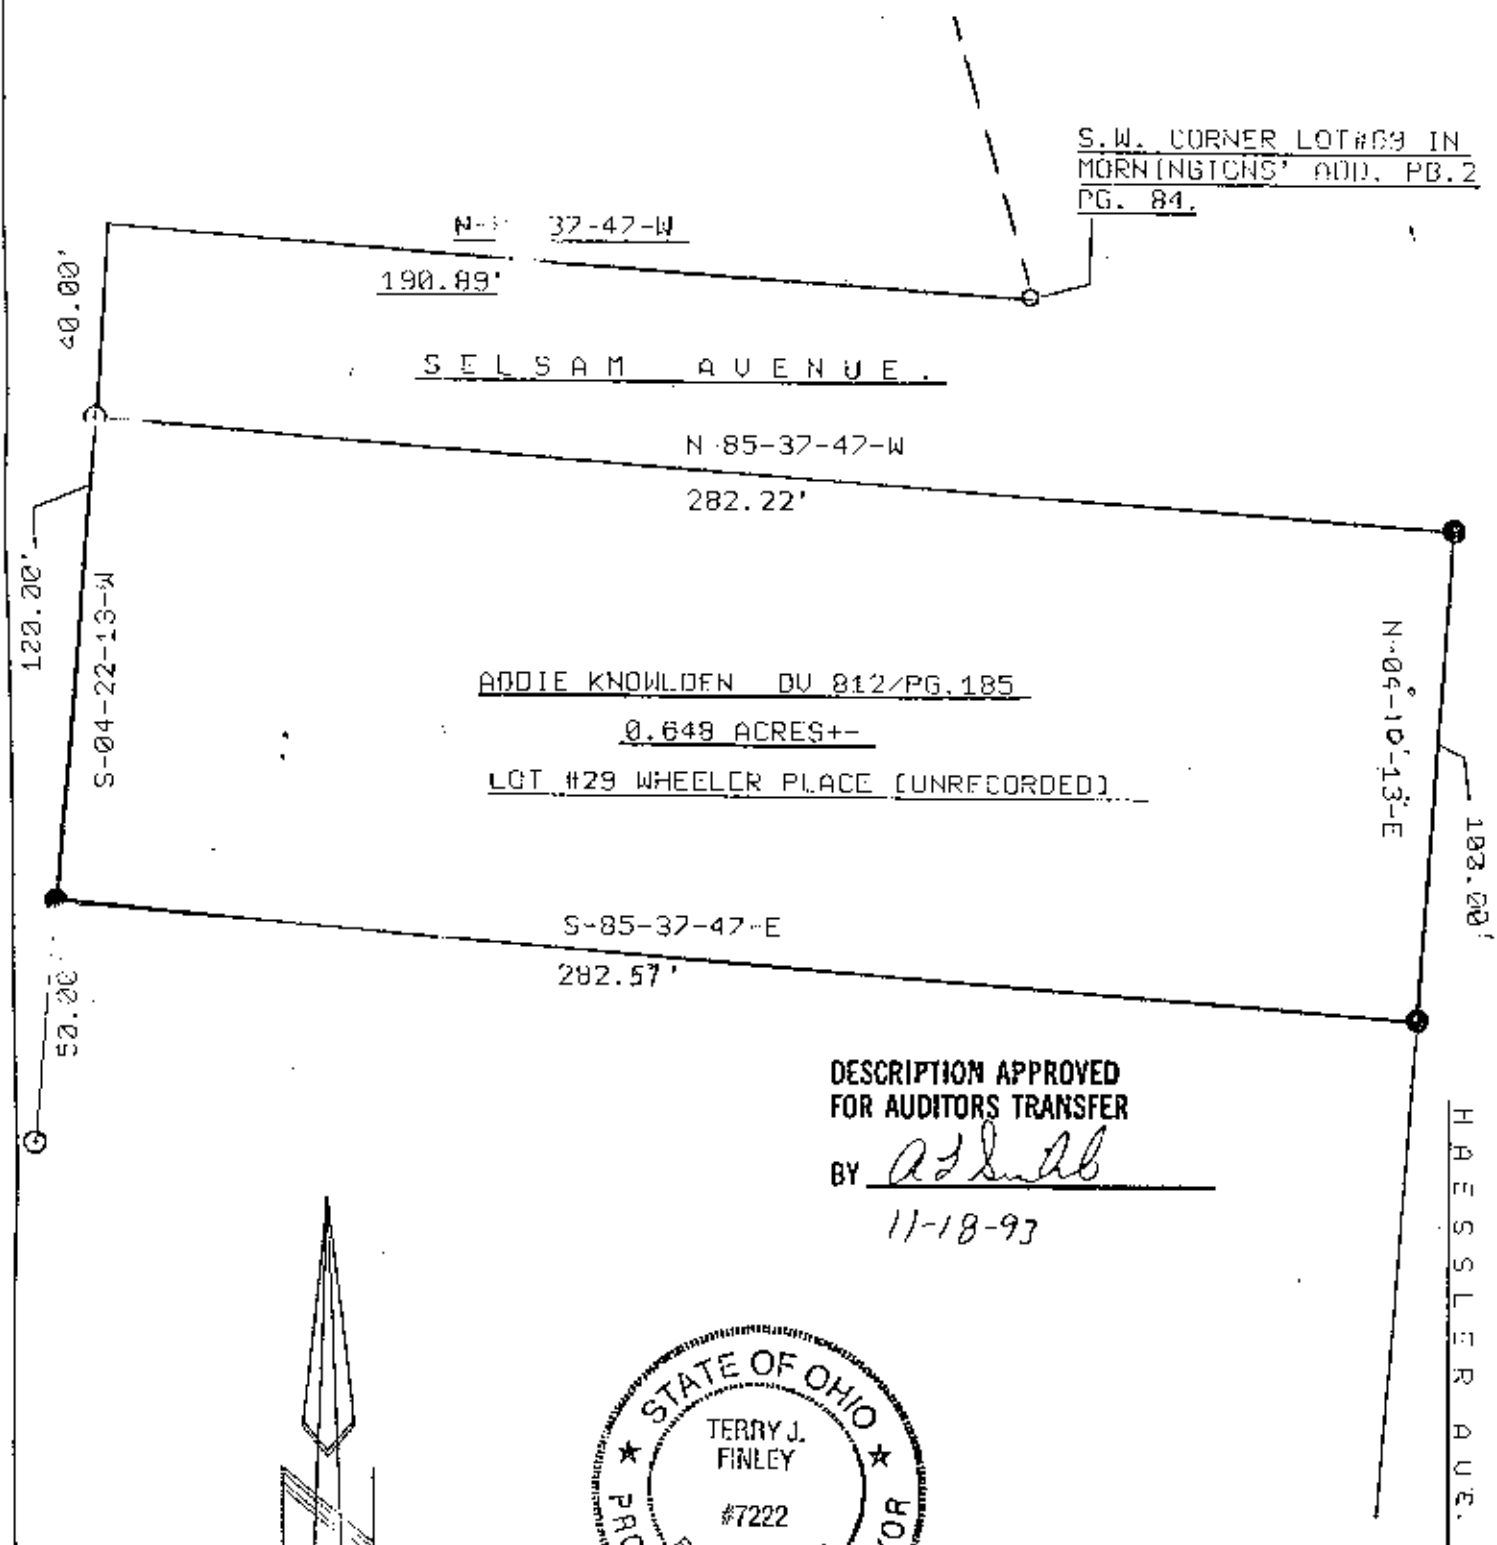 S.W. CORNER LOT#69 IN
MORNINGTONS' ADD. PB.2
PG. 84.
37-47-W
190.89'
40.00'
SELSAM AVENUE.
N-85-37-47-W
282.22'
120.00'
S-04-22-13-W
N-04°-10'-13"-E
ADDIE KNOWLDEN DV 812/PG.185
0.648 ACRES+-
LOT #29 WHEELER PLACE [UNRECORDED]
S-85-37-47-E
282.57'
50.00'
DESCRIPTION APPROVED
FOR AUDITORS TRANSFER
BY
11-18-93
HAESSLER AVE.
STATE OF OHIO
TERRY J.
FINLEY
#7222